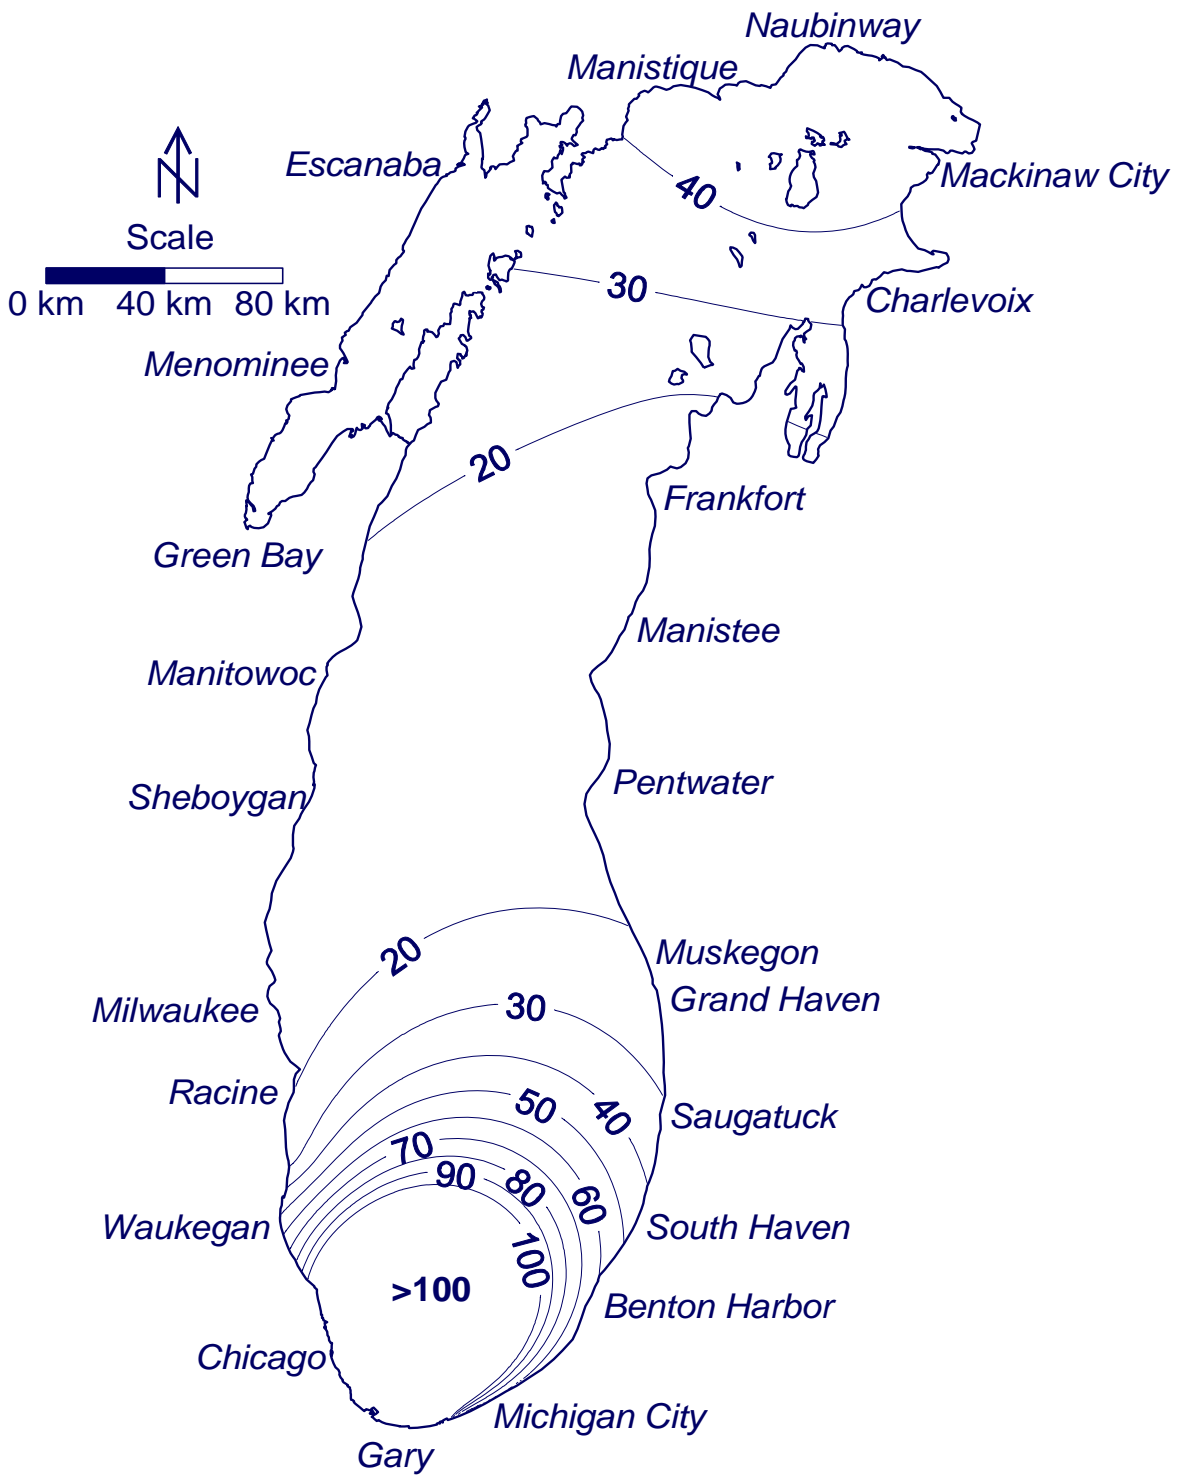 Naubinway
Manistique
Escanaba
N
Mackinaw City
40
Scale
0 km 40 km 80 km
30
Charlevoix
Menominee
20
Frankfort
Green Bay
Manistee
Manitowoc
Pentwater
Sheboygan
20
Muskegon
Grand Haven
30
Milwaukee
Racine
50
40
Saugatuck
70
90
80
60
Waukegan
South Haven
100
>100
Benton Harbor
Chicago
Michigan City
Gary